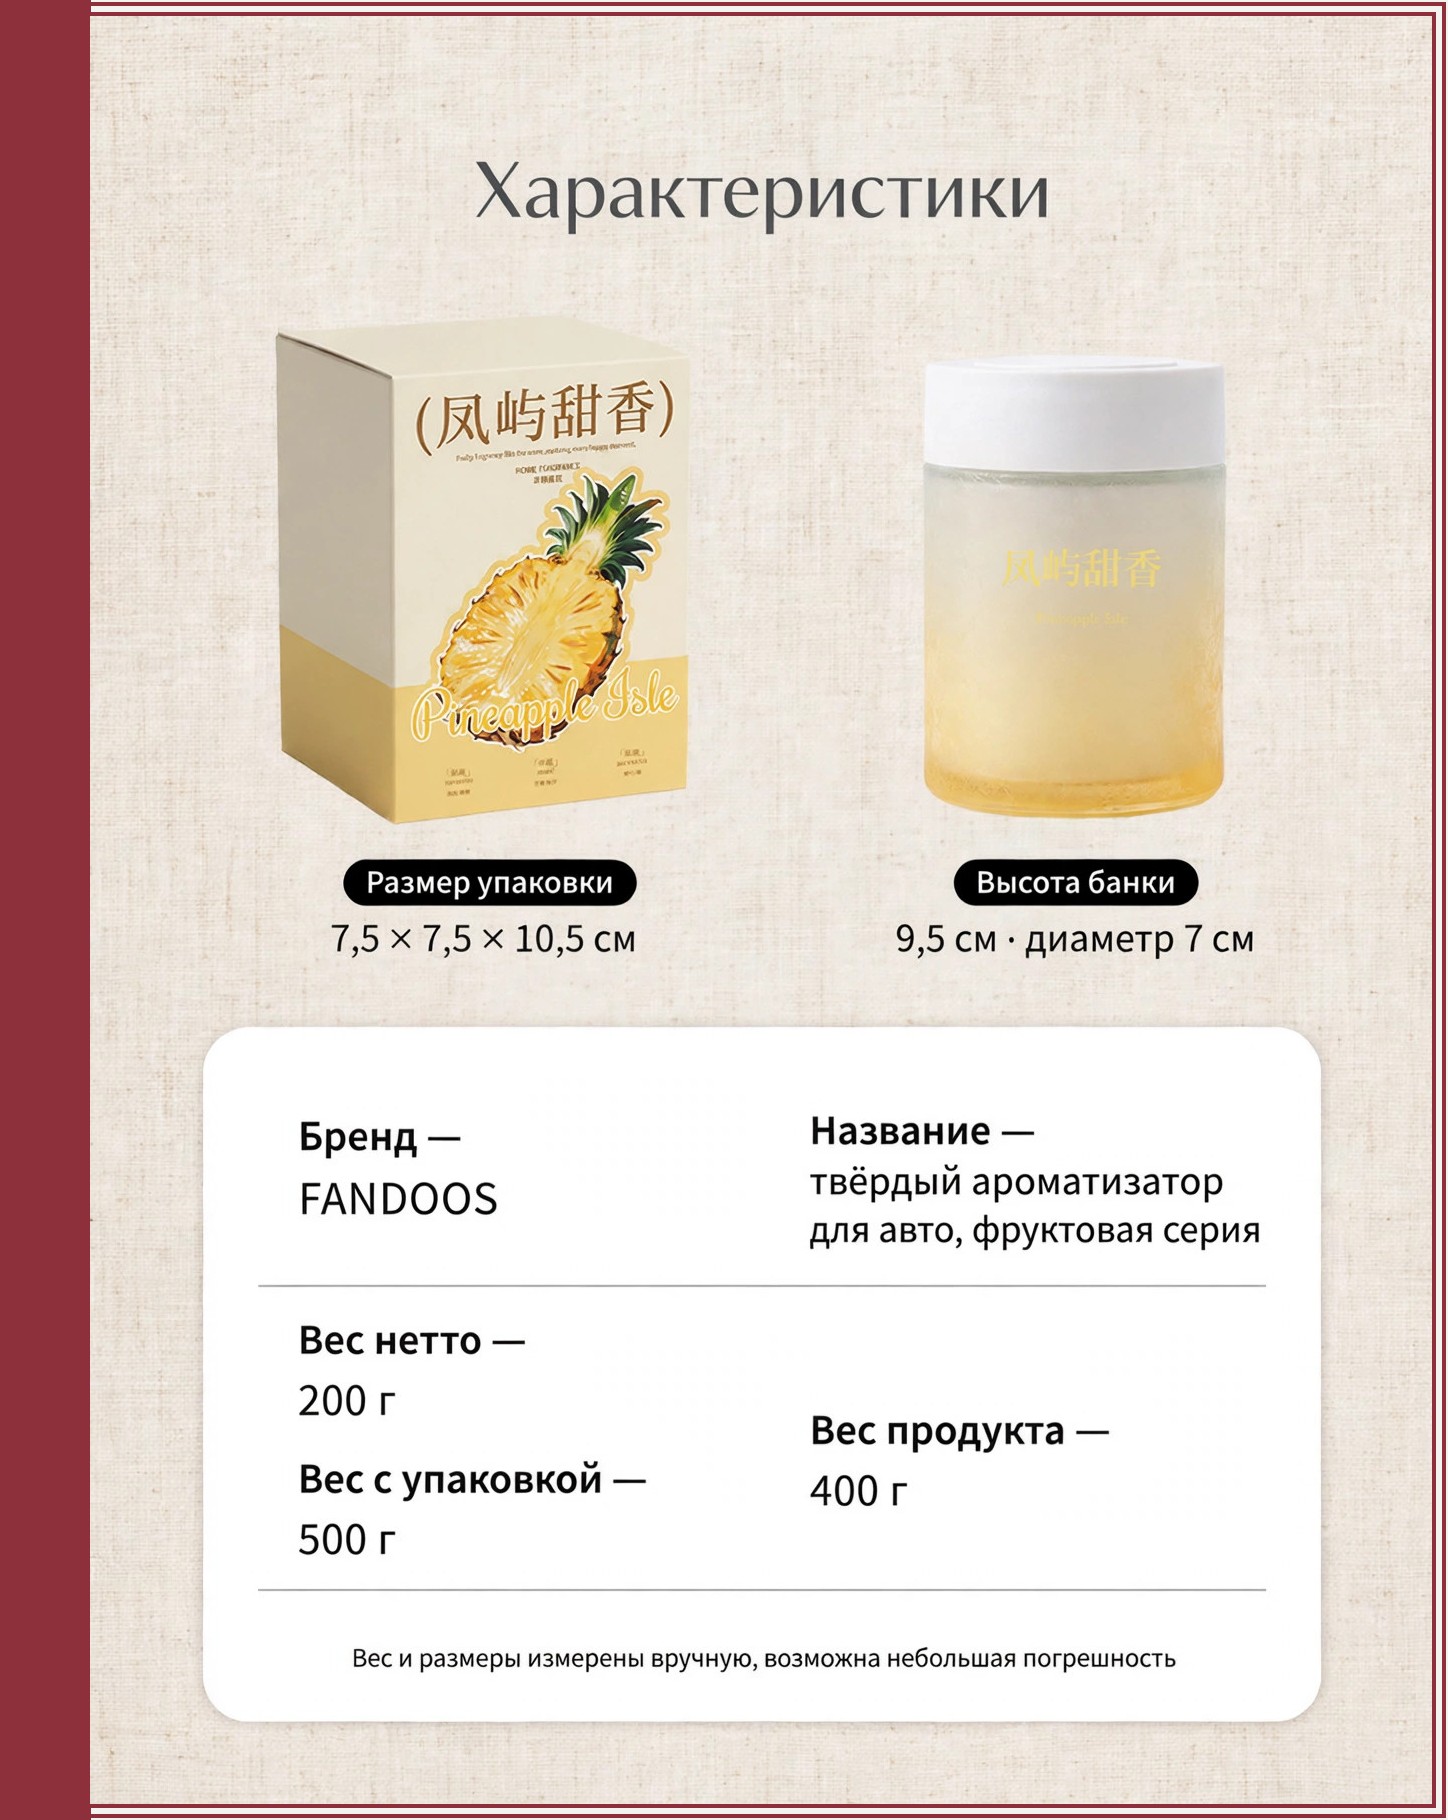 Характеристики
(凤屿甜香)
Pineapple Isle
凤屿甜香
Размер упаковки
7,5 × 7,5 × 10,5 см
Высота банки
9,5 см · диаметр 7 см
Бренд —
FANDOOS
Название —
твёрдый ароматизатор
для авто, фруктовая серия
Вес нетто —
200 г
Вес с упаковкой —
500 г
Вес продукта —
400 г
Вес и размеры измерены вручную, возможна небольшая погрешность